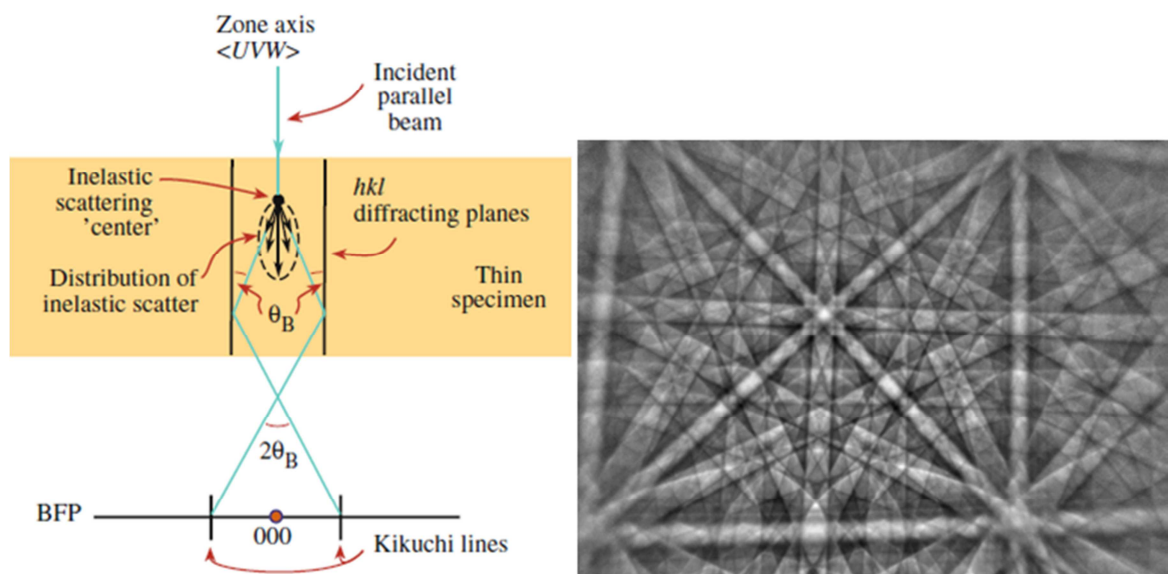 Zone axis
<UVW>
Incident
parallel
beam
Inelastic
scattering
'center'
hkl
diffracting planes
Distribution of
inelastic scatter
θB
Thin
specimen
2θB
BFP
000
Kikuchi lines